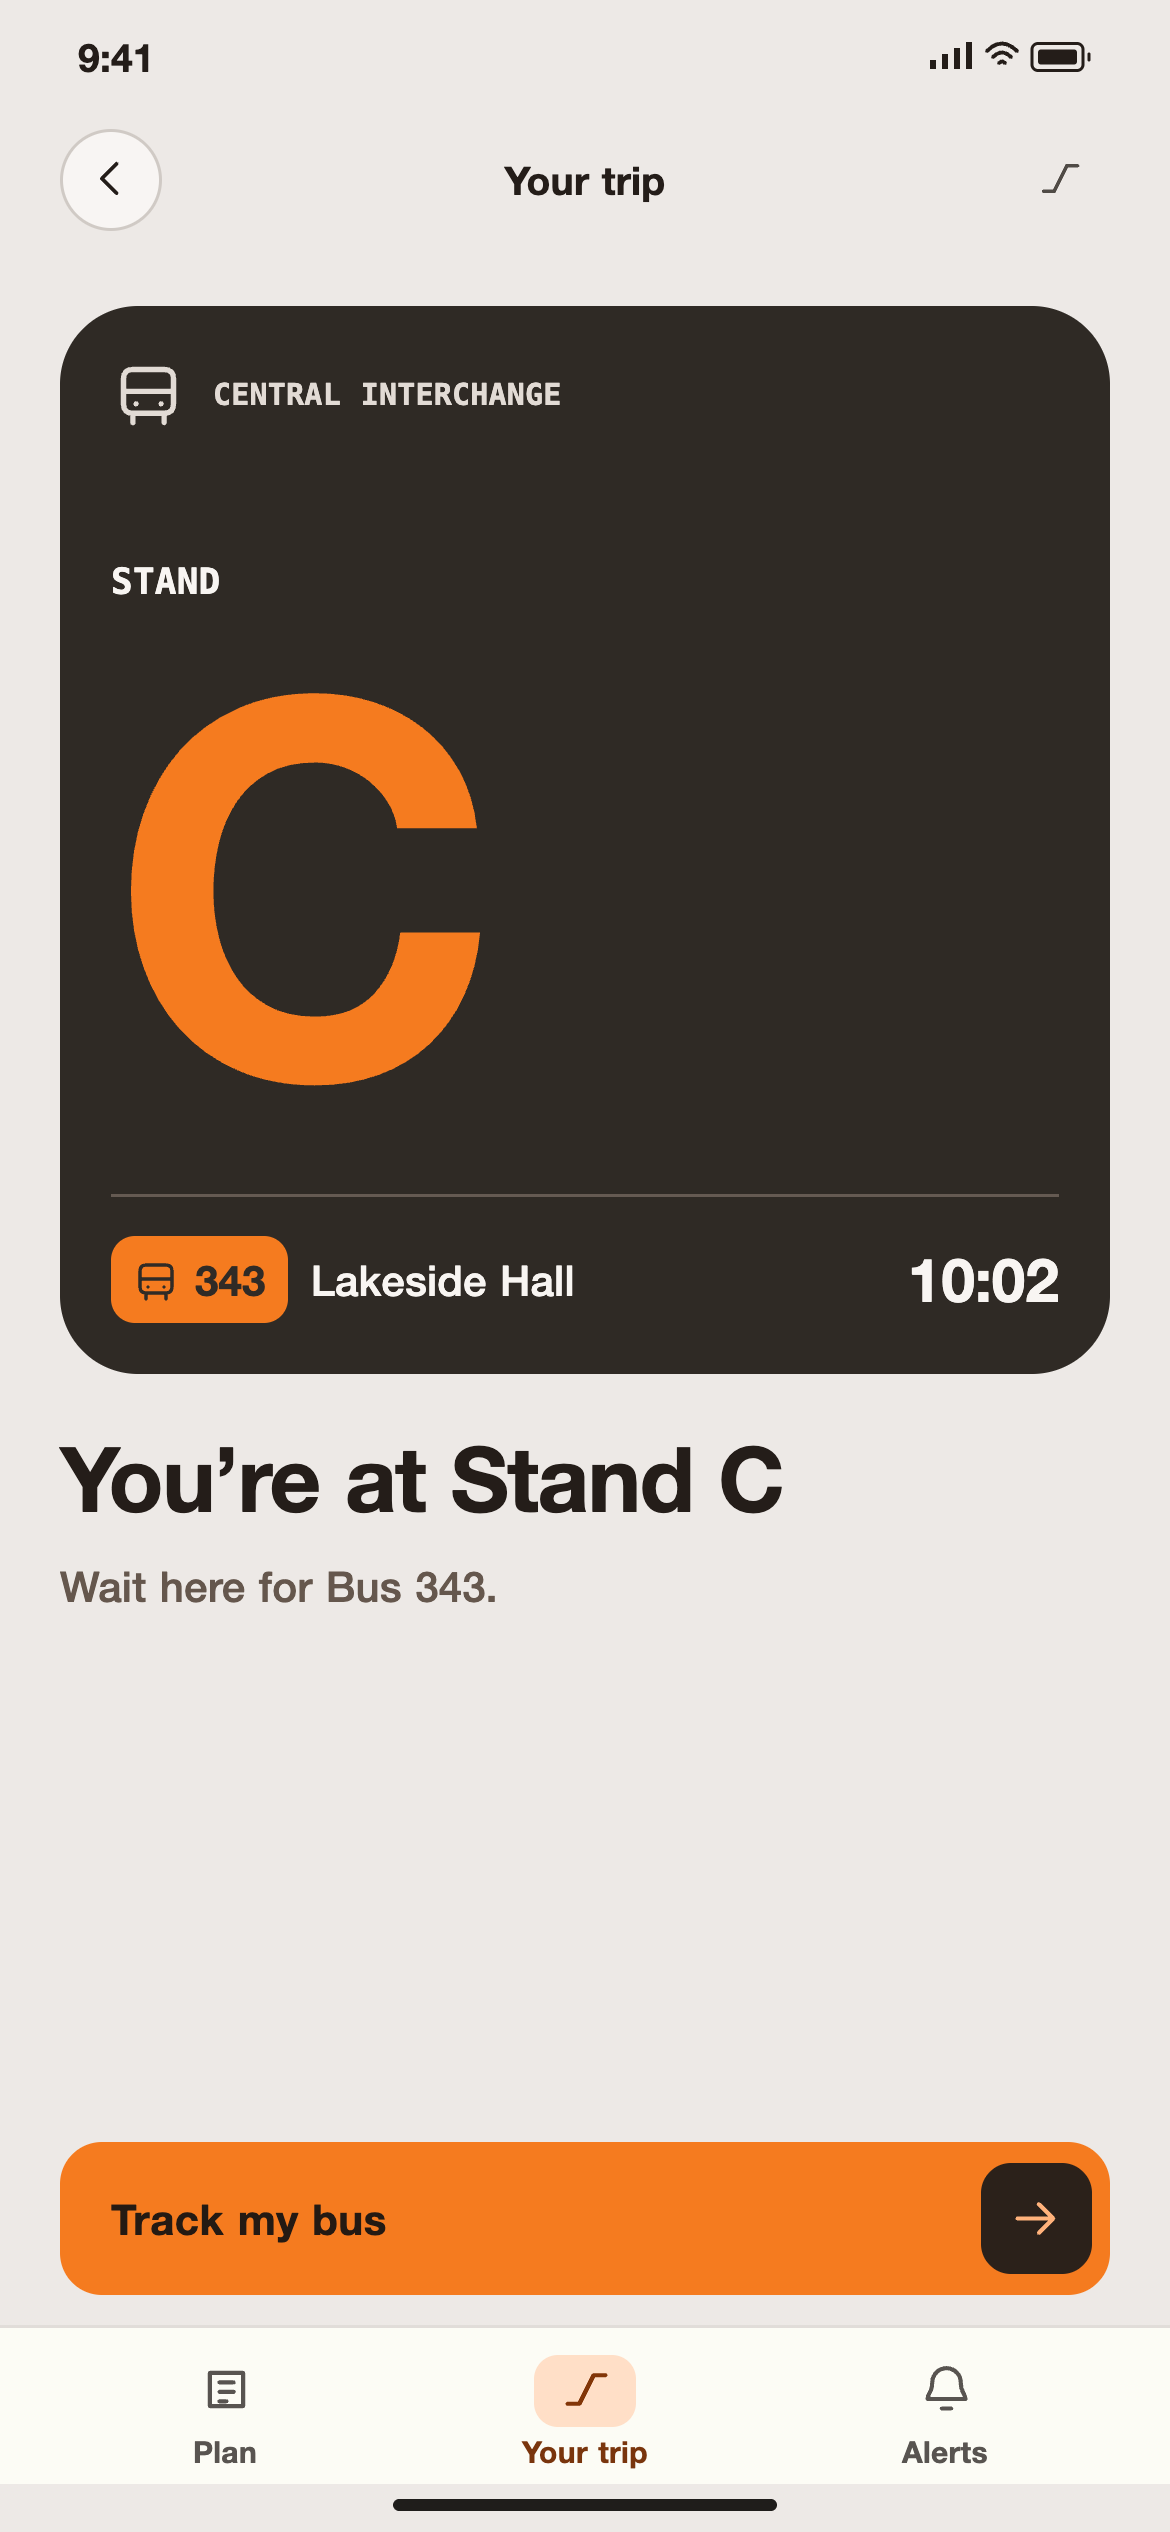 9:41
Your trip
CENTRAL INTERCHANGE
STAND
C
343 Lakeside Hall 10:02
You’re at Stand C
Wait here for Bus 343.
Track my bus
Plan Your trip Alerts